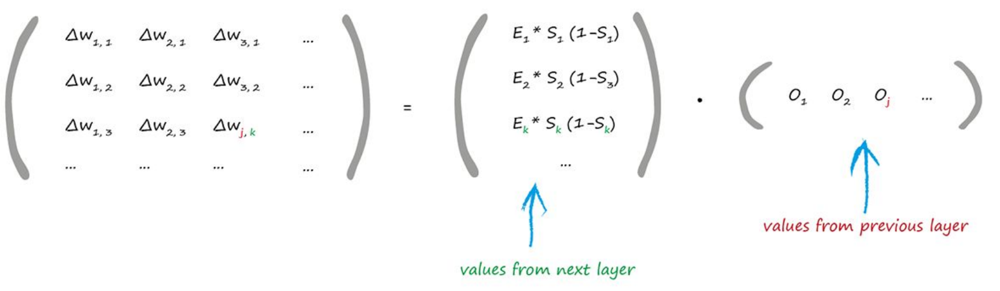 Δw1,1 Δw2,1 Δw3,1 ... E1 * S1 (1-S1)
Δw1,2 Δw2,2 Δw3,2 ... E2 * S2 (1-S3)
= · O1 O2 Oj ...
Δw1,3 Δw2,3 Δwj,k ... Ek * Sk (1-Sk)
... ... ... ... ...
values from previous layer
values from next layer